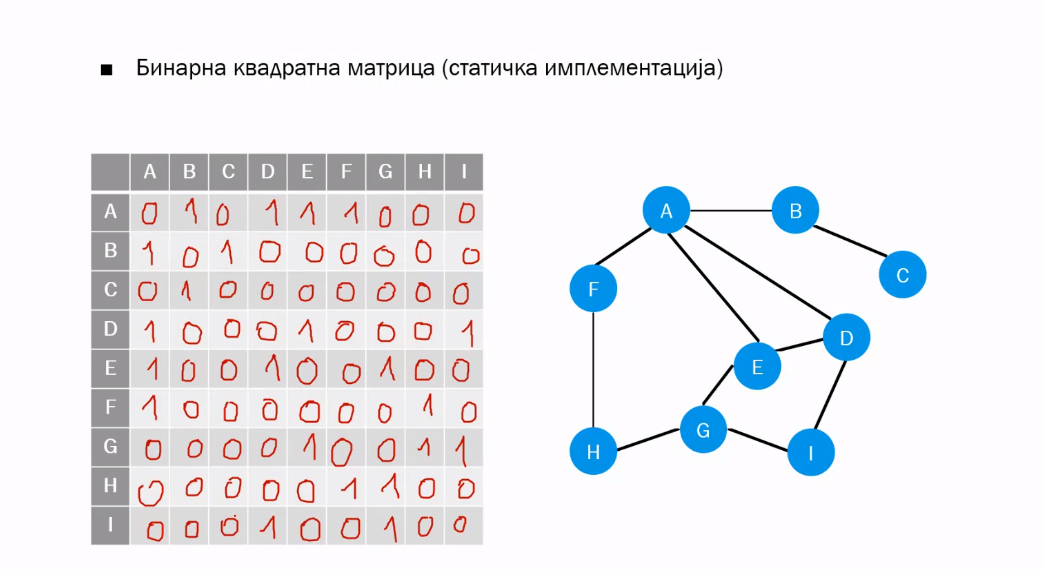 ■ Бинарна квадратна матрица (статичка имплементација)
A B C D E F G H I
A 0 1 0 1 1 1 0 0 0
B 1 0 1 0 0 0 0 0 0
C 0 1 0 0 0 0 0 0 0
D 1 0 0 0 1 0 0 0 1
E 1 0 0 1 0 0 1 0 0
F 1 0 0 0 0 0 0 1 0
G 0 0 0 0 1 0 0 1 1
H 0 0 0 0 0 1 1 0 0
I 0 0 0 1 0 0 1 0 0
A B
C
F
D
E
G
H I